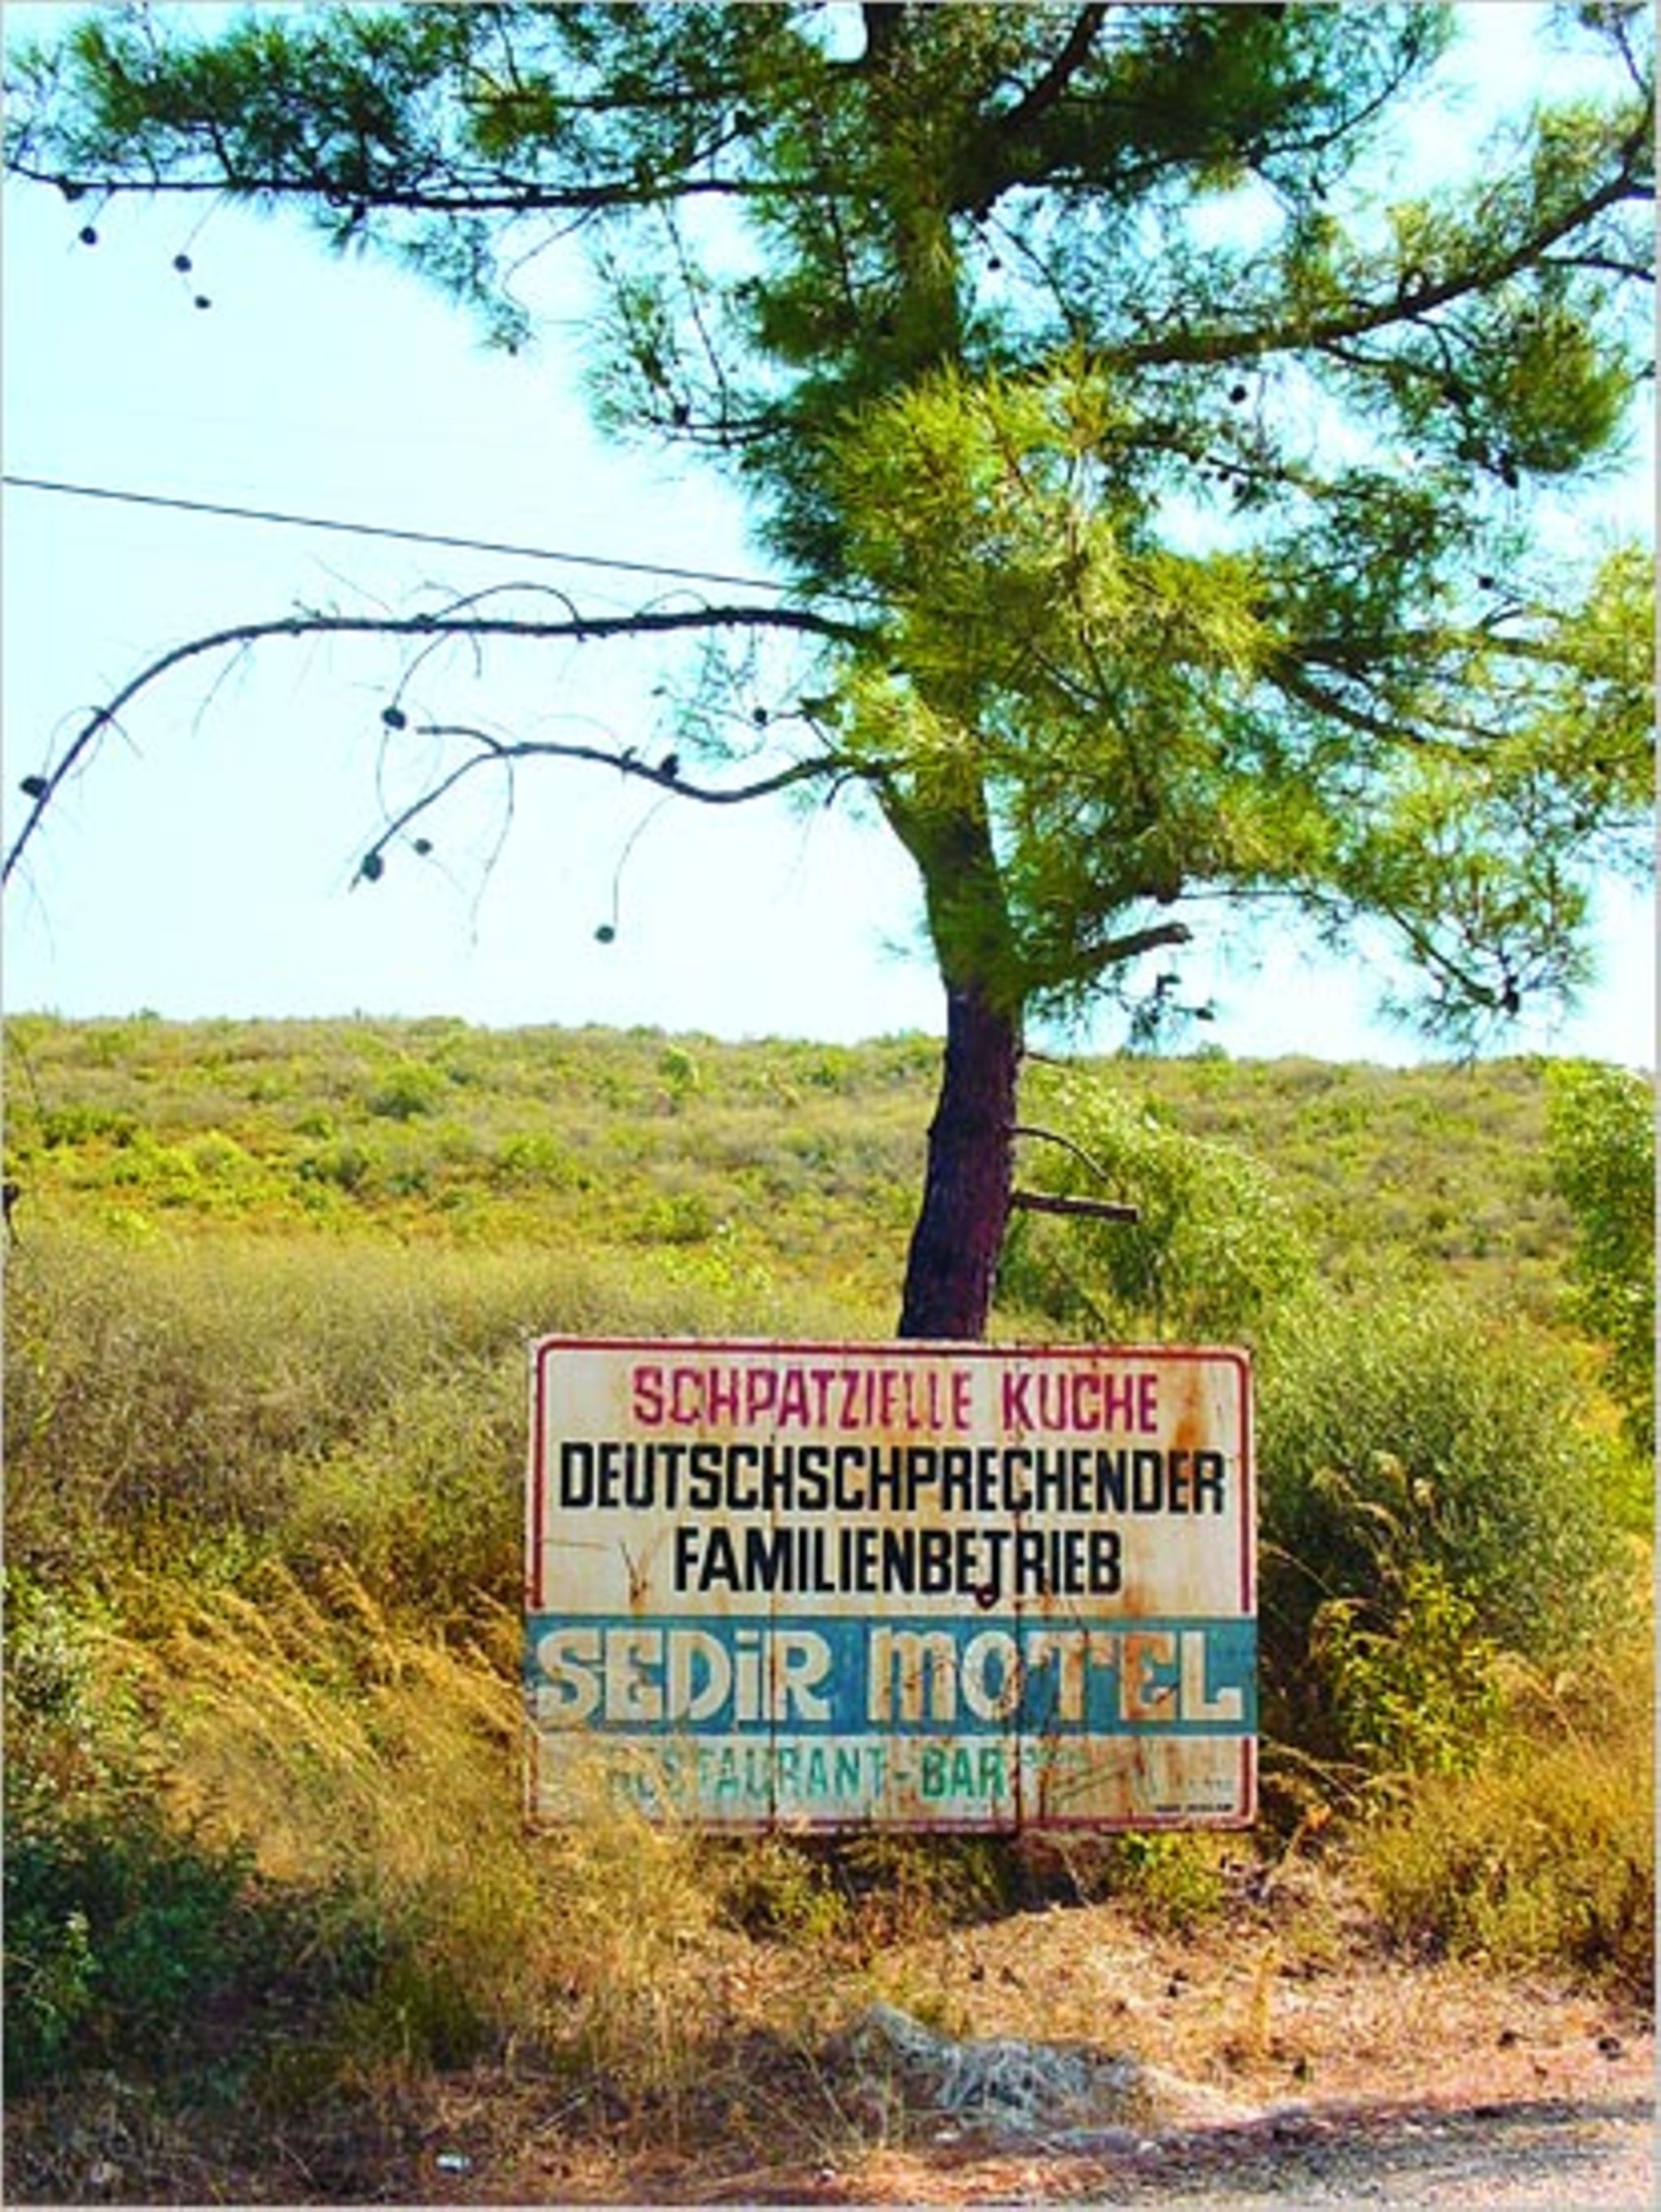 SCHPATZIELLE KUCHE
DEUTSCHSCHPRECHENDER
FAMILIENBETRIEB
SEDiR MOTEL
RESTAURANT-BAR